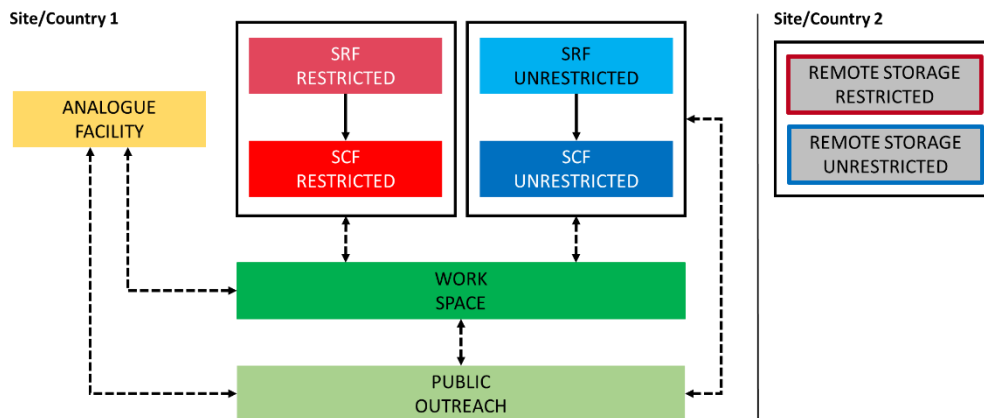 Site/Country 1
Site/Country 2
SRF
RESTRICTED
SRF
UNRESTRICTED
REMOTE STORAGE
RESTRICTED
ANALOGUE
FACILITY
SCF
RESTRICTED
SCF
UNRESTRICTED
REMOTE STORAGE
UNRESTRICTED
WORK
SPACE
PUBLIC
OUTREACH